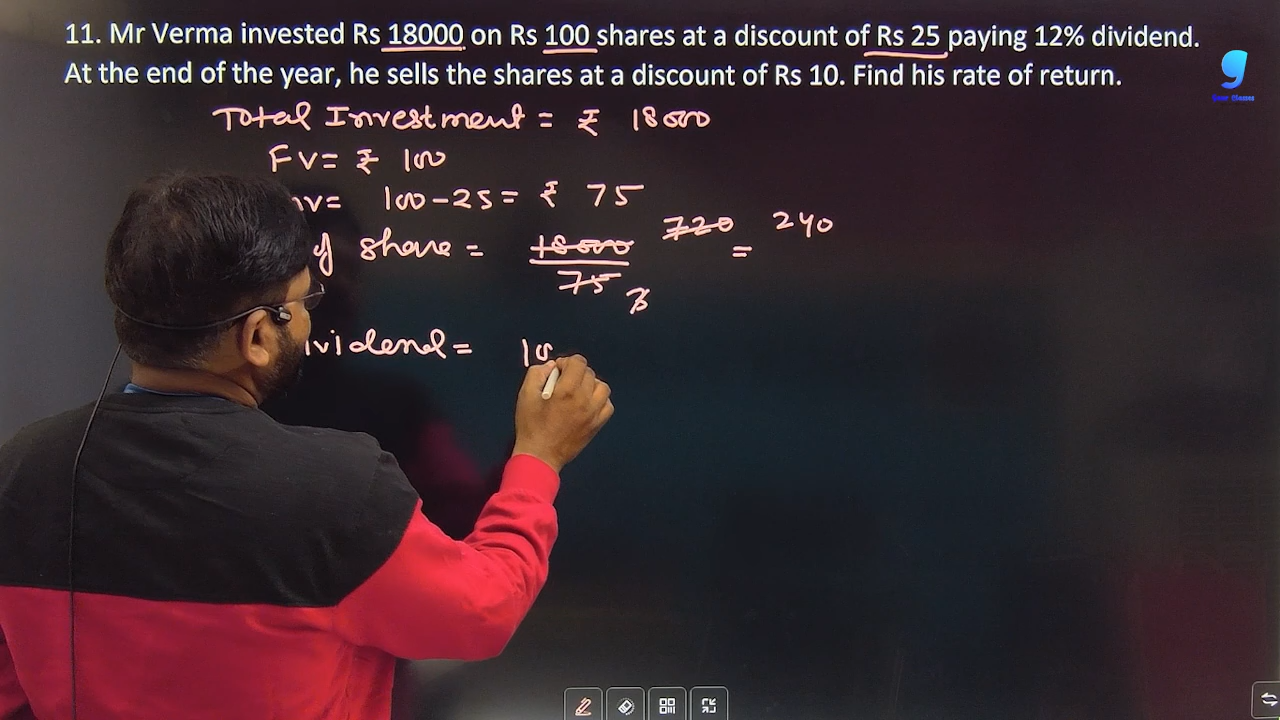 11. Mr Verma invested Rs 18000 on Rs 100 shares at a discount of Rs 25 paying 12% dividend.
At the end of the year, he sells the shares at a discount of Rs 10. Find his rate of return.
Total Investment = ₹ 18000
FV = ₹ 100
= 100-25 = ₹ 75
of share = 18000 / 75 720 3 = 240
ividend = 10